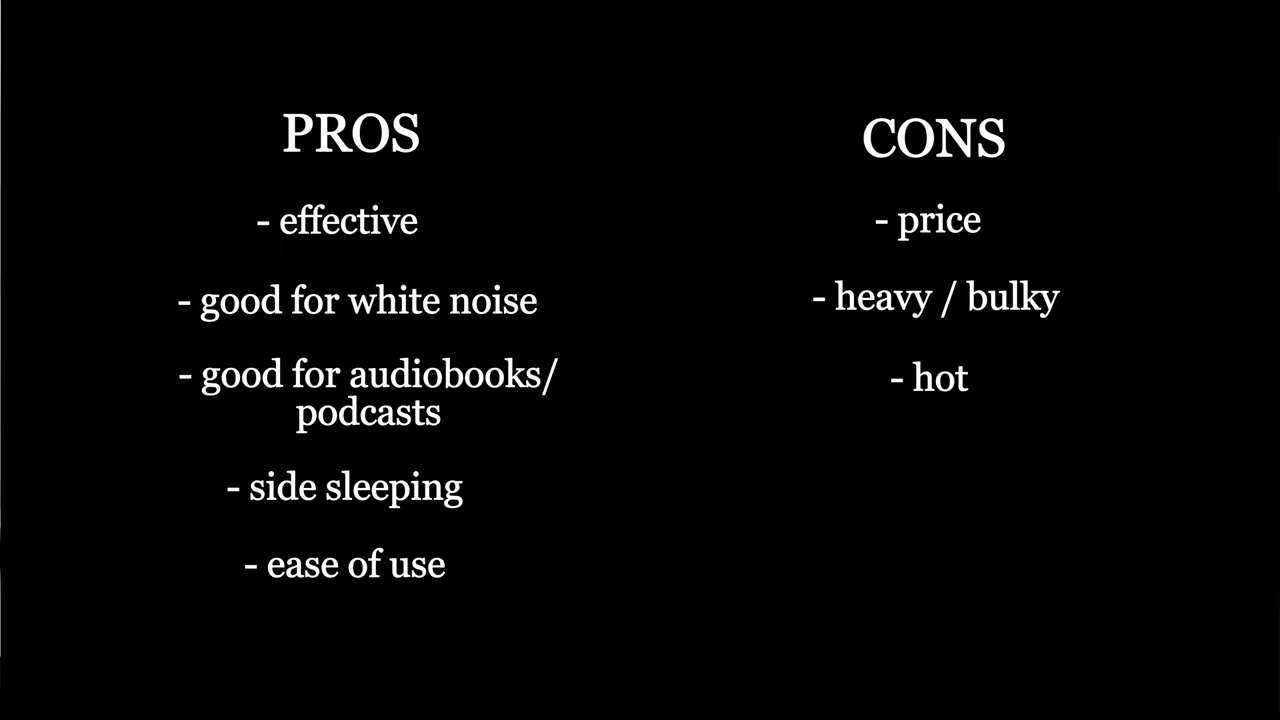 PROS
- effective
- good for white noise
- good for audiobooks/
podcasts
- side sleeping
- ease of use
CONS
- price
- heavy / bulky
- hot